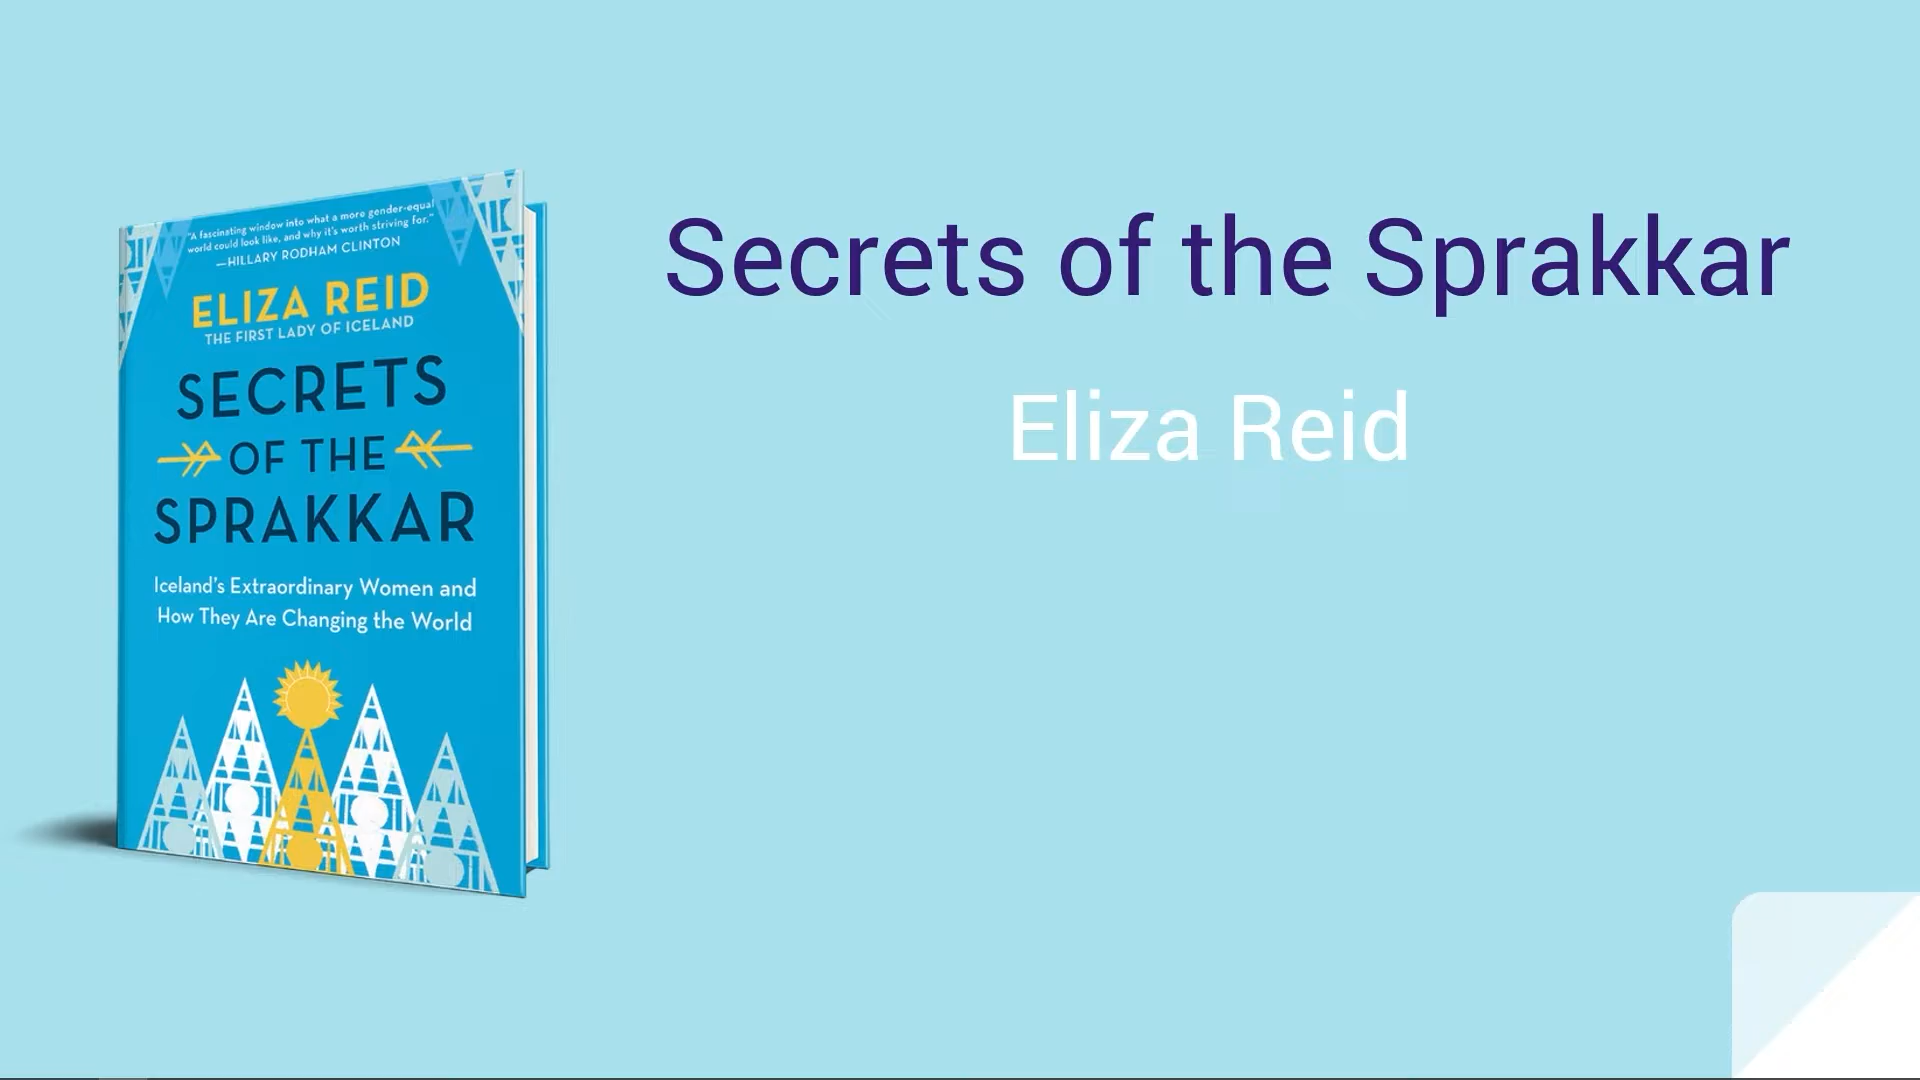 "A fascinating window into what a more gender-equal
world could look like, and why it's worth striving for."
—HILLARY RODHAM CLINTON
ELIZA REID
THE FIRST LADY OF ICELAND
SECRETS
OF THE
SPRAKKAR
Iceland's Extraordinary Women and
How They Are Changing the World
Secrets of the Sprakkar
Eliza Reid